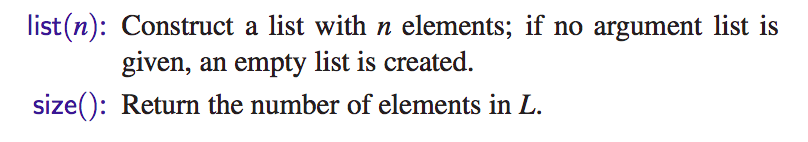 list(n): Construct a list with n elements; if no argument list is
given, an empty list is created.
size(): Return the number of elements in L.